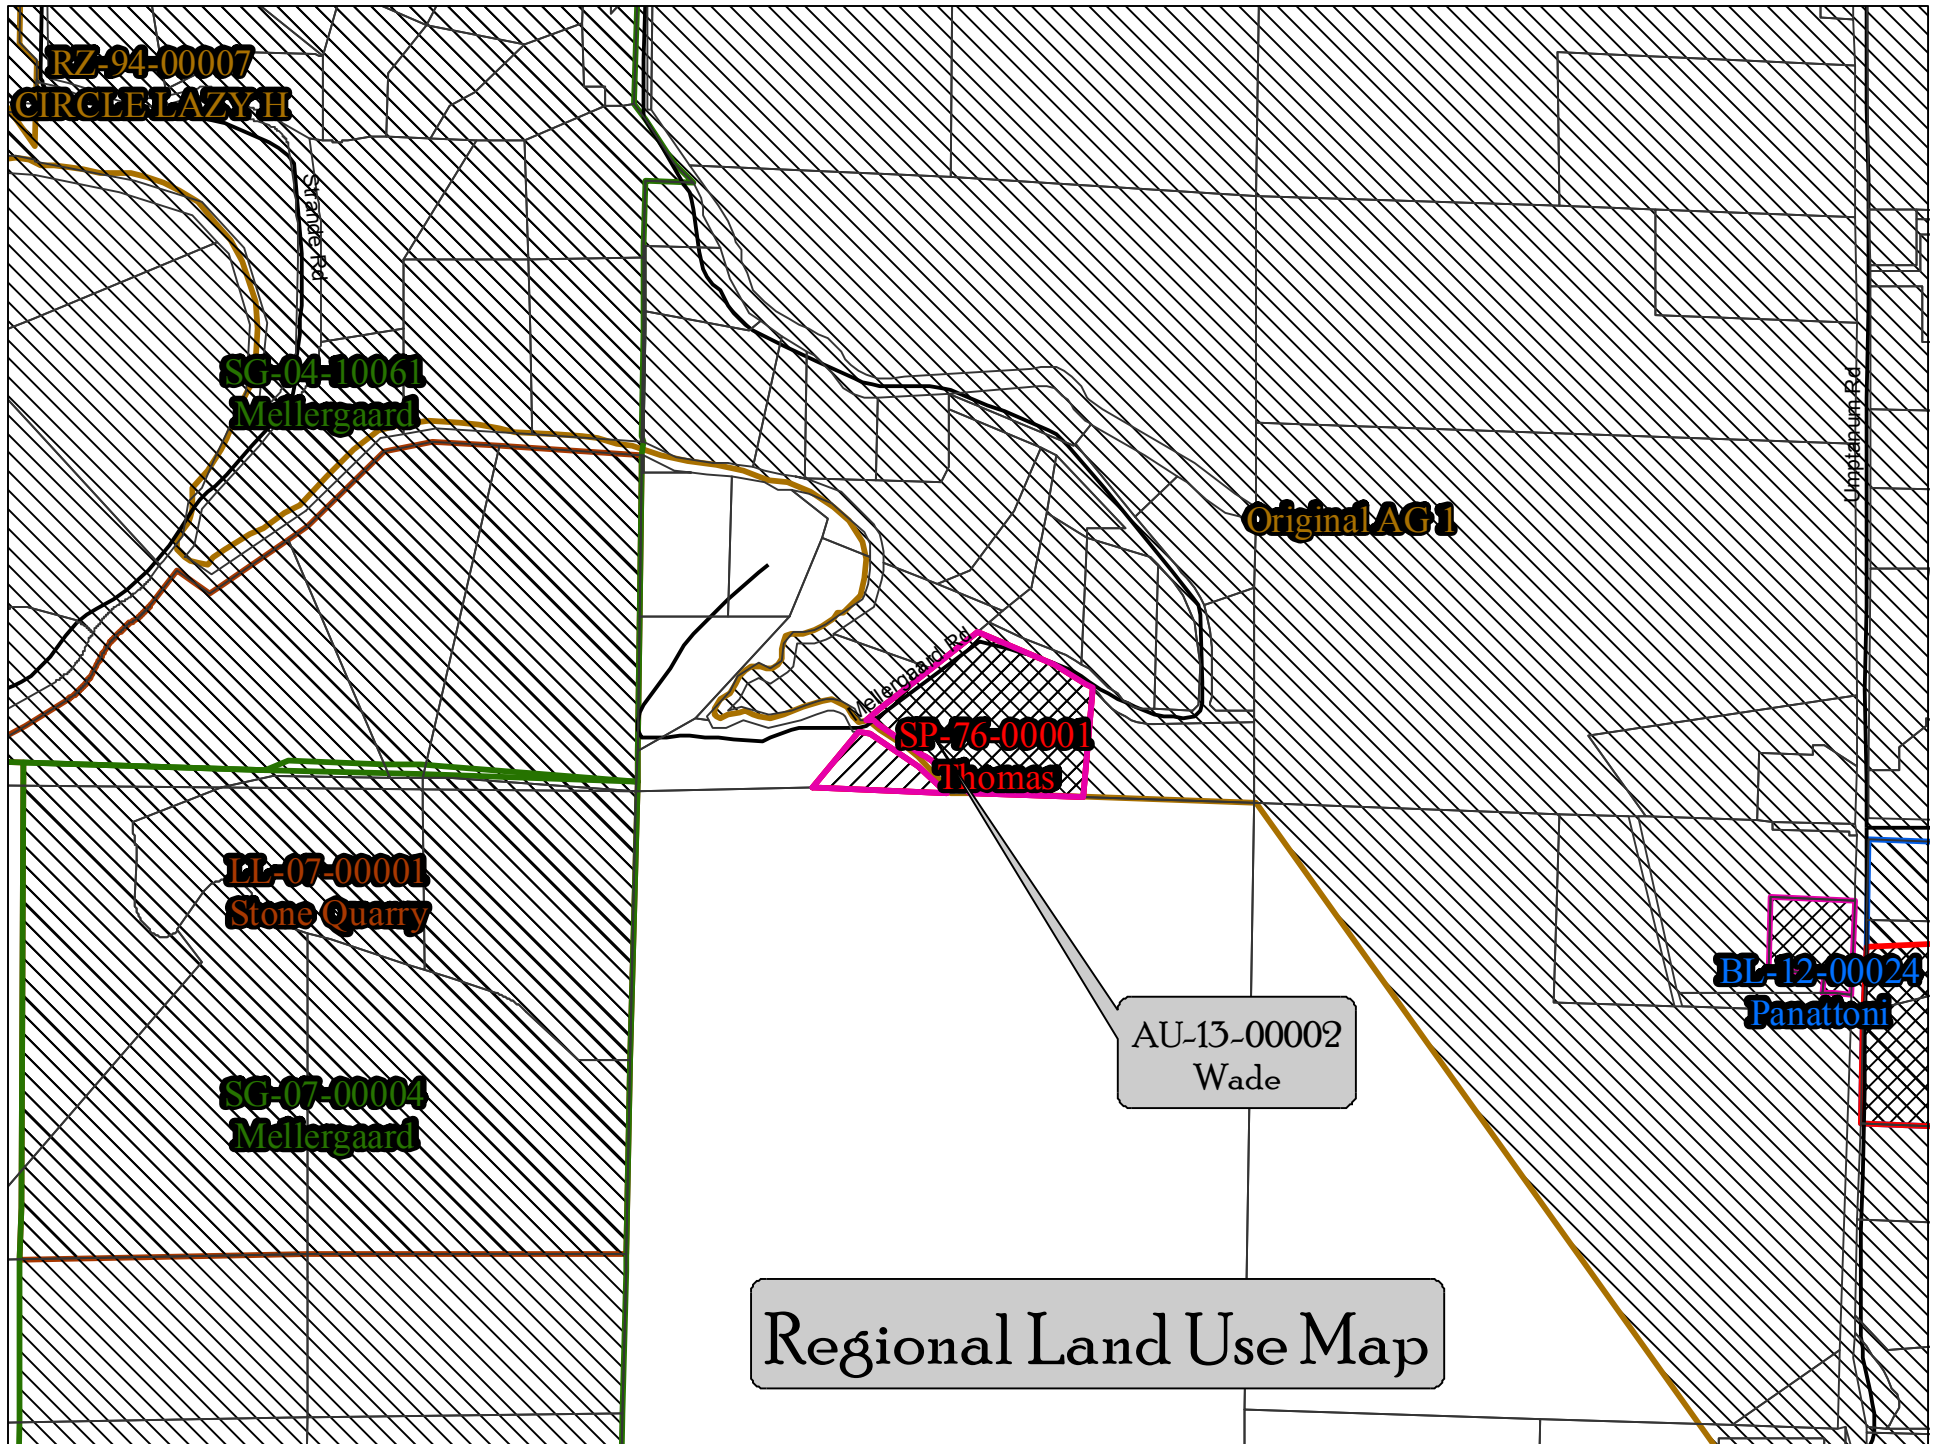 RZ-94-00007
CIRCLE LAZY H
Strande Rd
SG-04-10061
Mellergaard
Umptanum Rd
Original AG 1
Mellergaard Rd
SP-76-00001
Thomas
LL-07-00001
Stone Quarry
BL-12-00024
Panattoni
AU-13-00002
Wade
SG-07-00004
Mellergaard
Regional Land Use Map